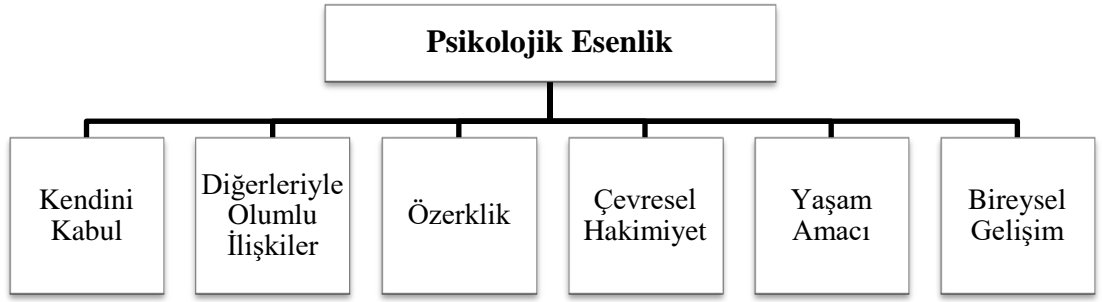 Psikolojik Esenlik
Kendini
Kabul
Diğerleriyle
Olumlu
İlişkiler
Özerklik
Çevresel
Hakimiyet
Yaşam
Amacı
Bireysel
Gelişim